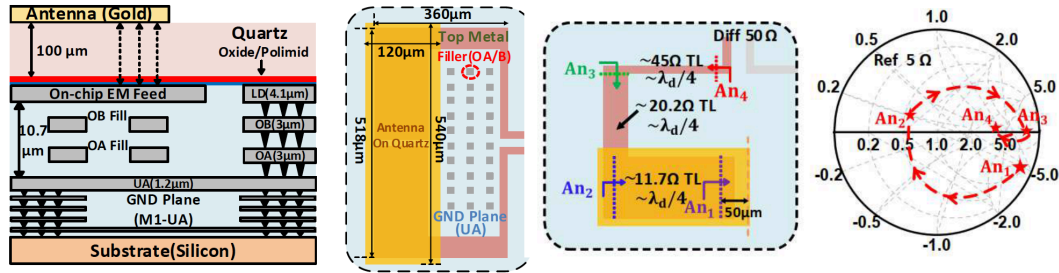 Antenna (Gold)
Quartz
100 μm
Oxide/Polimid
On-chip EM Feed
LD(4.1μm)
OB Fill
OB(3μm)
10.7
μm
OA Fill
OA(3μm)
UA(1.2μm)
GND Plane
(M1-UA)
Substrate(Silicon)
360μm
Top Metal
120μm
Filler(OA/B)
518μm
Antenna
On Quartz
540μm
GND Plane
(UA)
Diff 50 Ω
An3
~45Ω TL
~λd/4
An4
~20.2Ω TL
~λd/4
An2
~11.7Ω TL
~λd/4
An1
50μm
1.0
0.5
2.0
Ref 5 Ω
0.2
5.0
An2
An4
An3
0.2
0.5
1.0
2.0
5.0
An1
-0.2
-5.0
-0.5
-2.0
-1.0